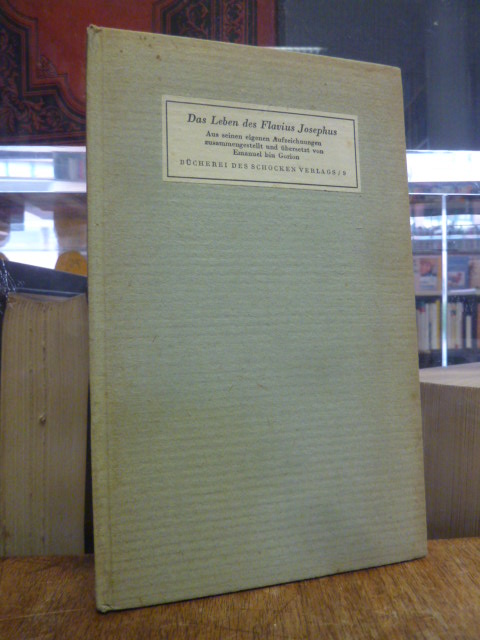 Das Leben des Flavius Josephus
Aus seinen eigenen Aufzeichnungen
zusammengestellt und übersetzt von
Emanuel bin Gorion
BÜCHEREI DES SCHOCKEN VERLAGS / 8